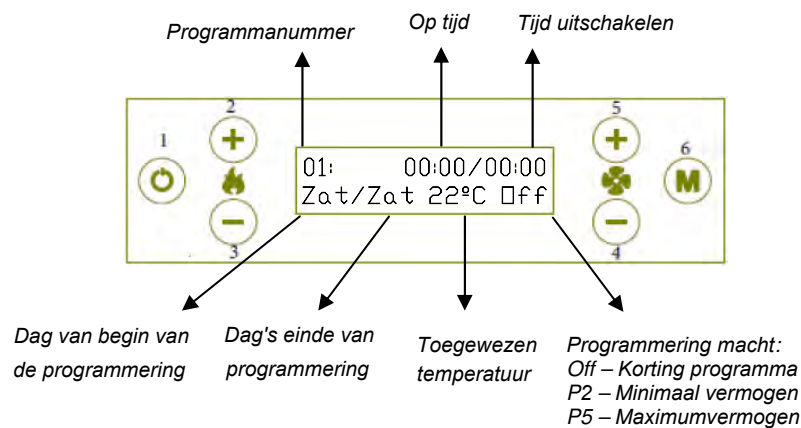 Programmanummer
Op tijd
Tijd uitschakelen
2
5
1
6
01: 00:00/00:00
M
Zat/Zat 22ºC Off
3
4
Dag van begin van
de programmering
Dag's einde van
programmering
Toegewezen
temperatuur
Programmering macht:
Off – Korting programma
P2 – Minimaal vermogen
P5 – Maximumvermogen